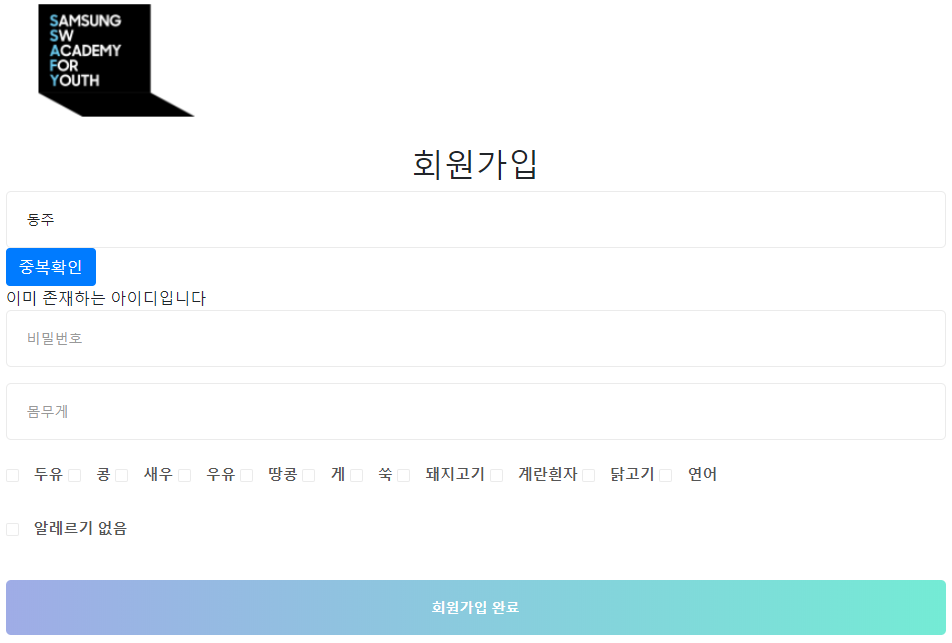 SAMSUNG
SW
ACADEMY
FOR
YOUTH
회원가입
동주
중복확인
이미 존재하는 아이디입니다
비밀번호
몸무게
두유 콩 새우 우유 땅콩 게 쑥 돼지고기 계란흰자 닭고기 연어
알레르기 없음
회원가입 완료